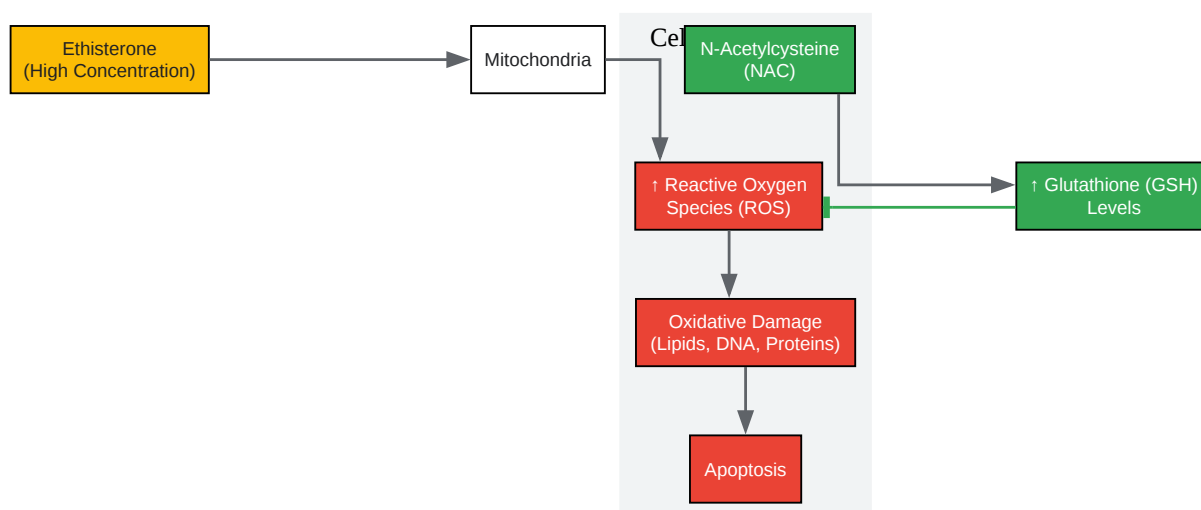 Ethisterone
(High Concentration)
Mitochondria
N-Acetylcysteine
(NAC)
↑ Reactive Oxygen
Species (ROS)
↑ Glutathione (GSH)
Levels
Oxidative Damage
(Lipids, DNA, Proteins)
Apoptosis